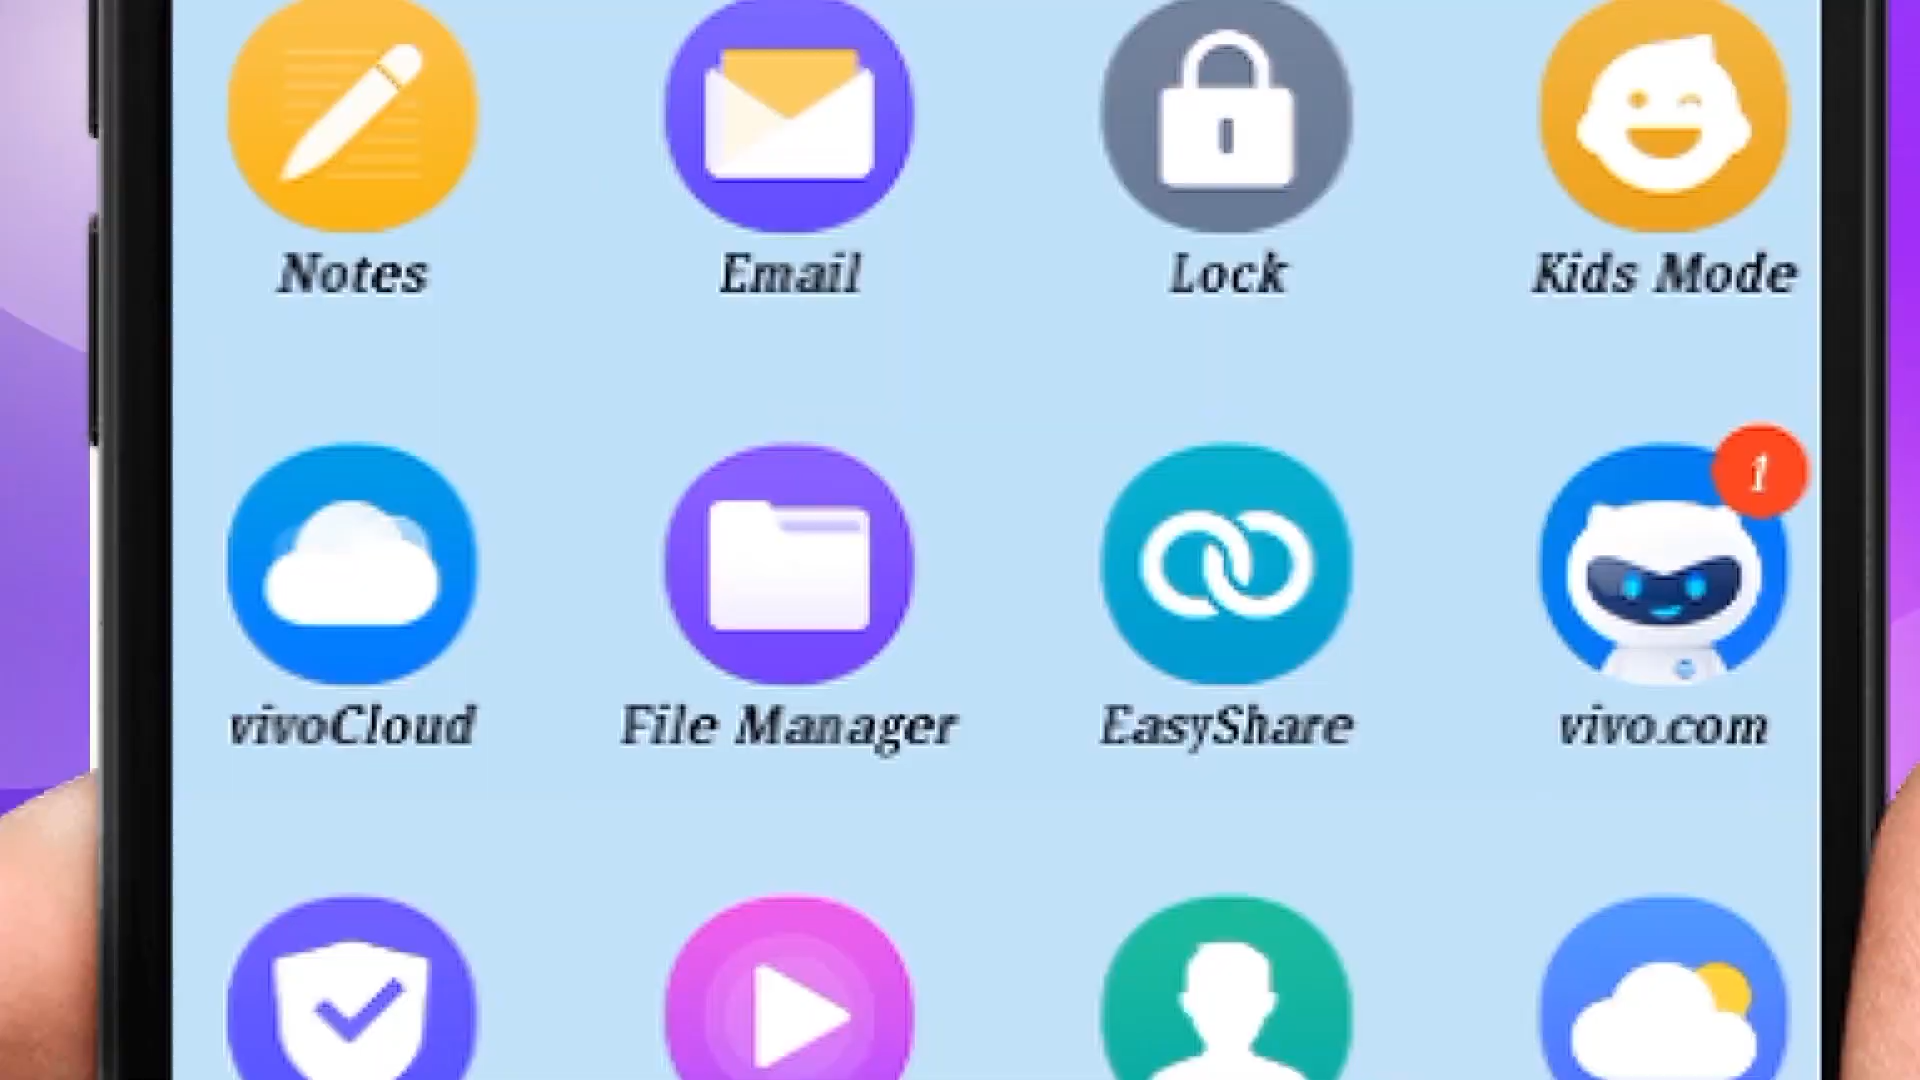 Notes
Email
Lock
Kids Mode
1
vivoCloud
File Manager
EasyShare
vivo.com